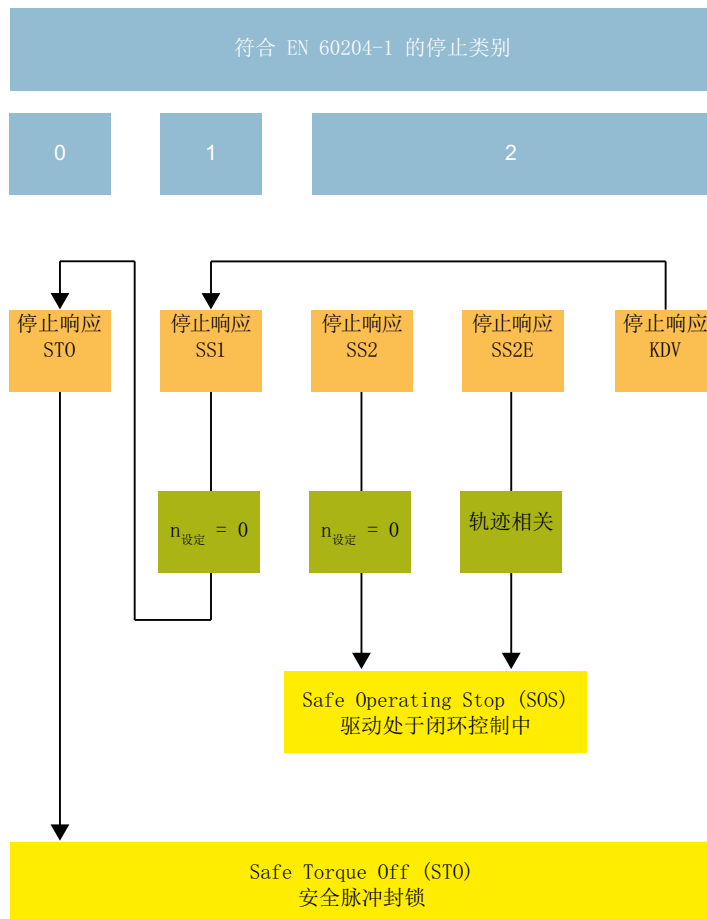 符合 EN 60204-1 的停止类别
0
1
2
停止响应
STO
停止响应
SS1
停止响应
SS2
停止响应
SS2E
停止响应
KDV
n设定 = 0
n设定 = 0
轨迹相关
Safe Operating Stop (SOS)
驱动处于闭环控制中
Safe Torque Off (STO)
安全脉冲封锁